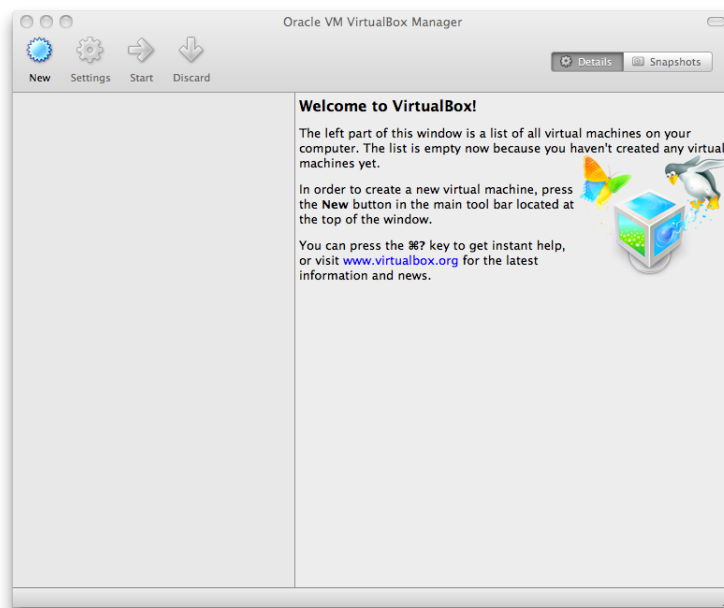 Oracle VM VirtualBox Manager
New Settings Start Discard
Details Snapshots
Welcome to VirtualBox!
The left part of this window is a list of all virtual machines on your
computer. The list is empty now because you haven't created any virtual
machines yet.
In order to create a new virtual machine, press
the New button in the main tool bar located at
the top of the window.
You can press the ⌘? key to get instant help,
or visit www.virtualbox.org for the latest
information and news.